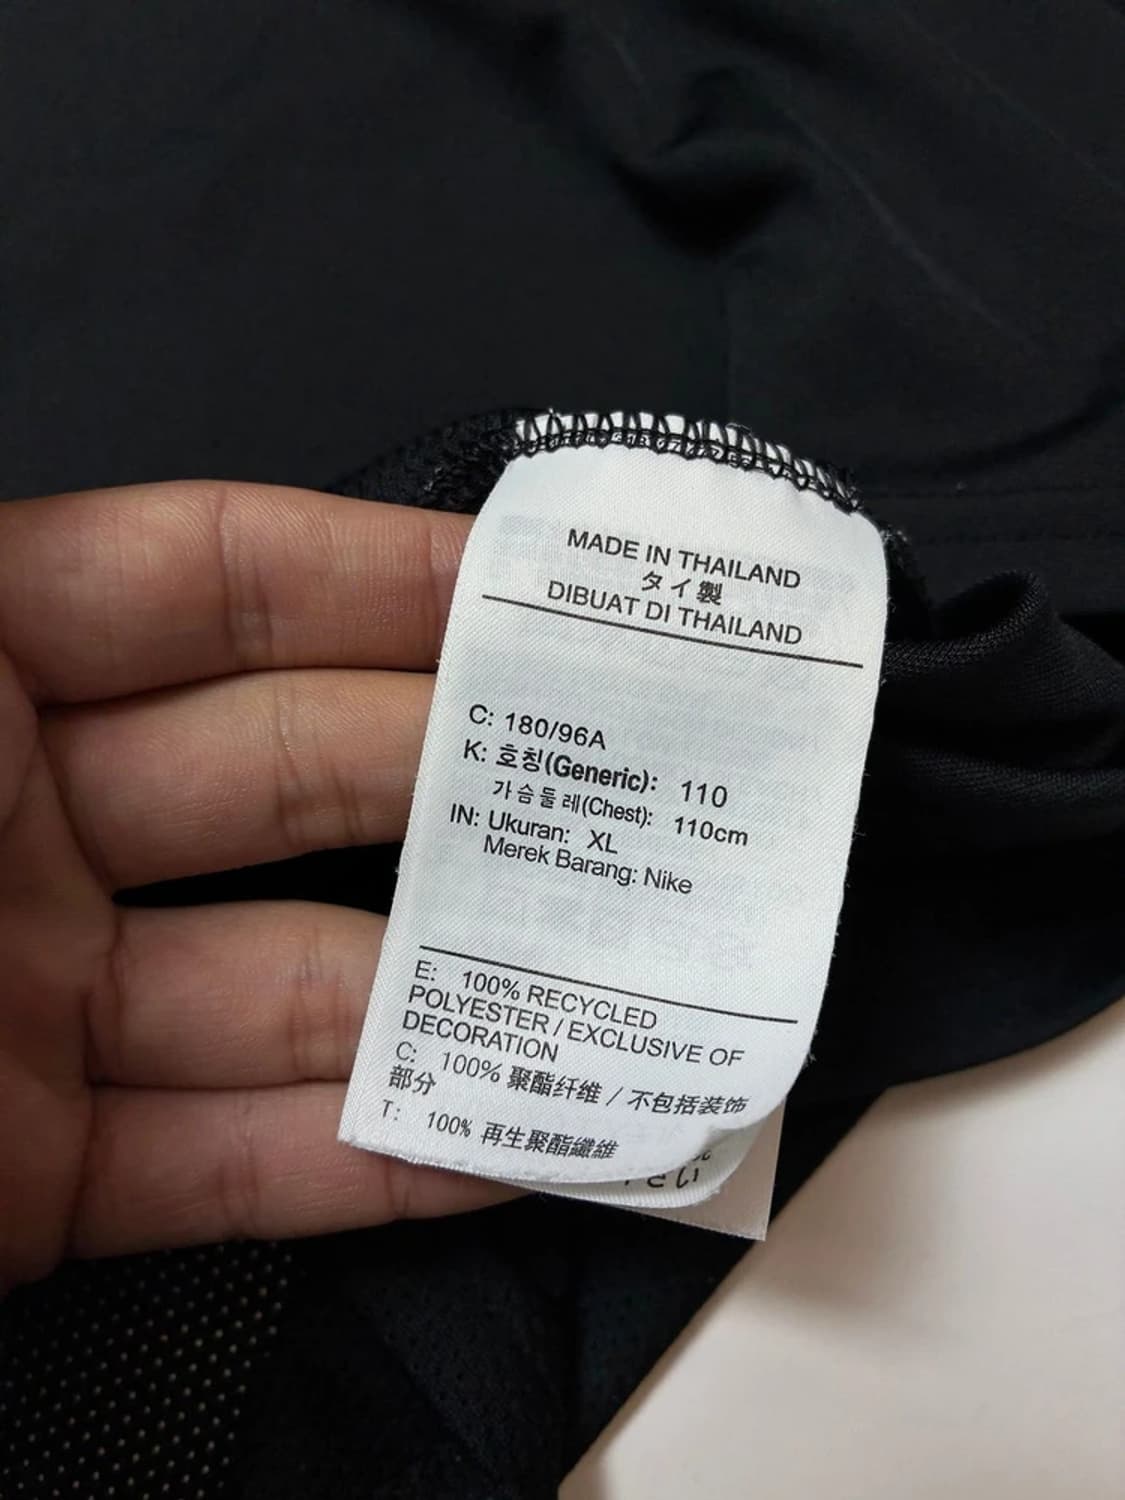 MADE IN THAILAND
タイ製
DIBUAT DI THAILAND
C: 180/96A
K: 호칭(Generic): 110
가슴둘레(Chest): 110cm
IN: Ukuran: XL
Merek Barang: Nike
E: 100% RECYCLED
POLYESTER / EXCLUSIVE OF
DECORATION
C: 100% 聚酯纤维 / 不包括装饰
部分
T: 100% 再生聚酯纖維
さい